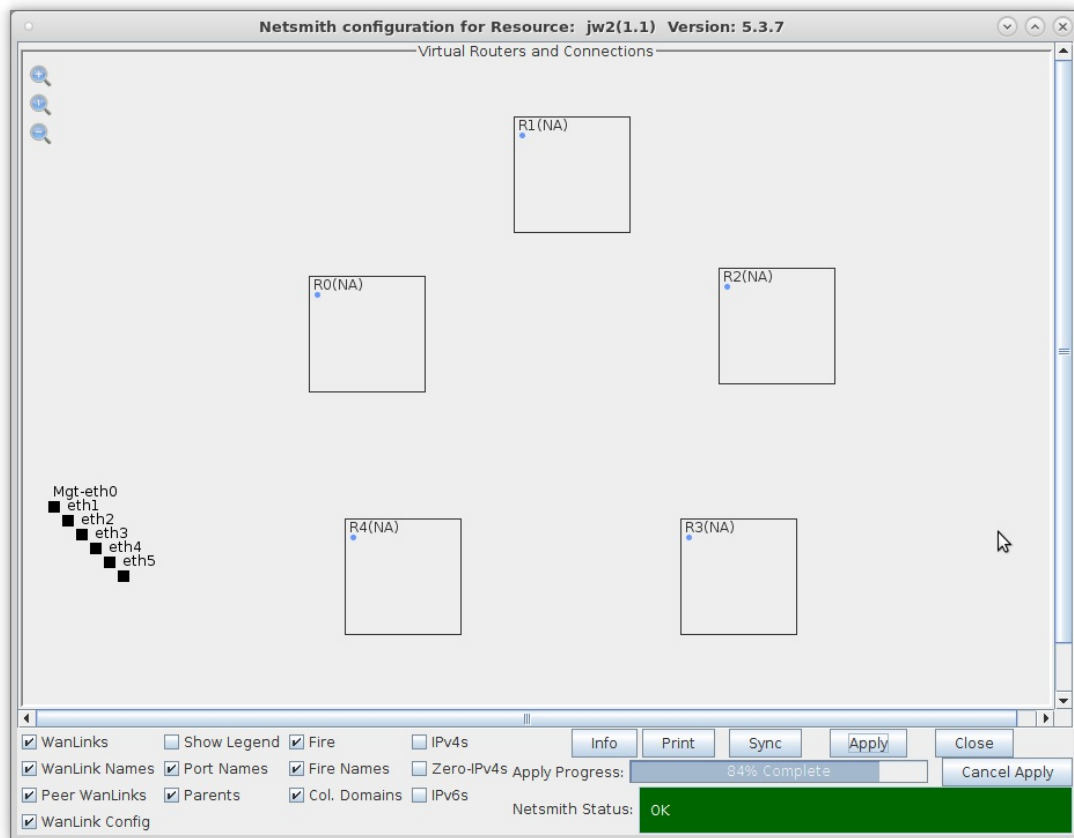 Netsmith configuration for Resource: jw2(1.1) Version: 5.3.7
Virtual Routers and Connections
R1(NA)
R0(NA)
R2(NA)
Mgt-eth0
eth1
eth2
eth3
eth4
eth5
R4(NA)
R3(NA)
WanLinks Show Legend Fire IPv4s Info Print Sync Apply Close
WanLink Names Port Names Fire Names Zero-IPv4s Apply Progress: 84% Complete Cancel Apply
Peer WanLinks Parents Col. Domains IPv6s Netsmith Status: OK
WanLink Config